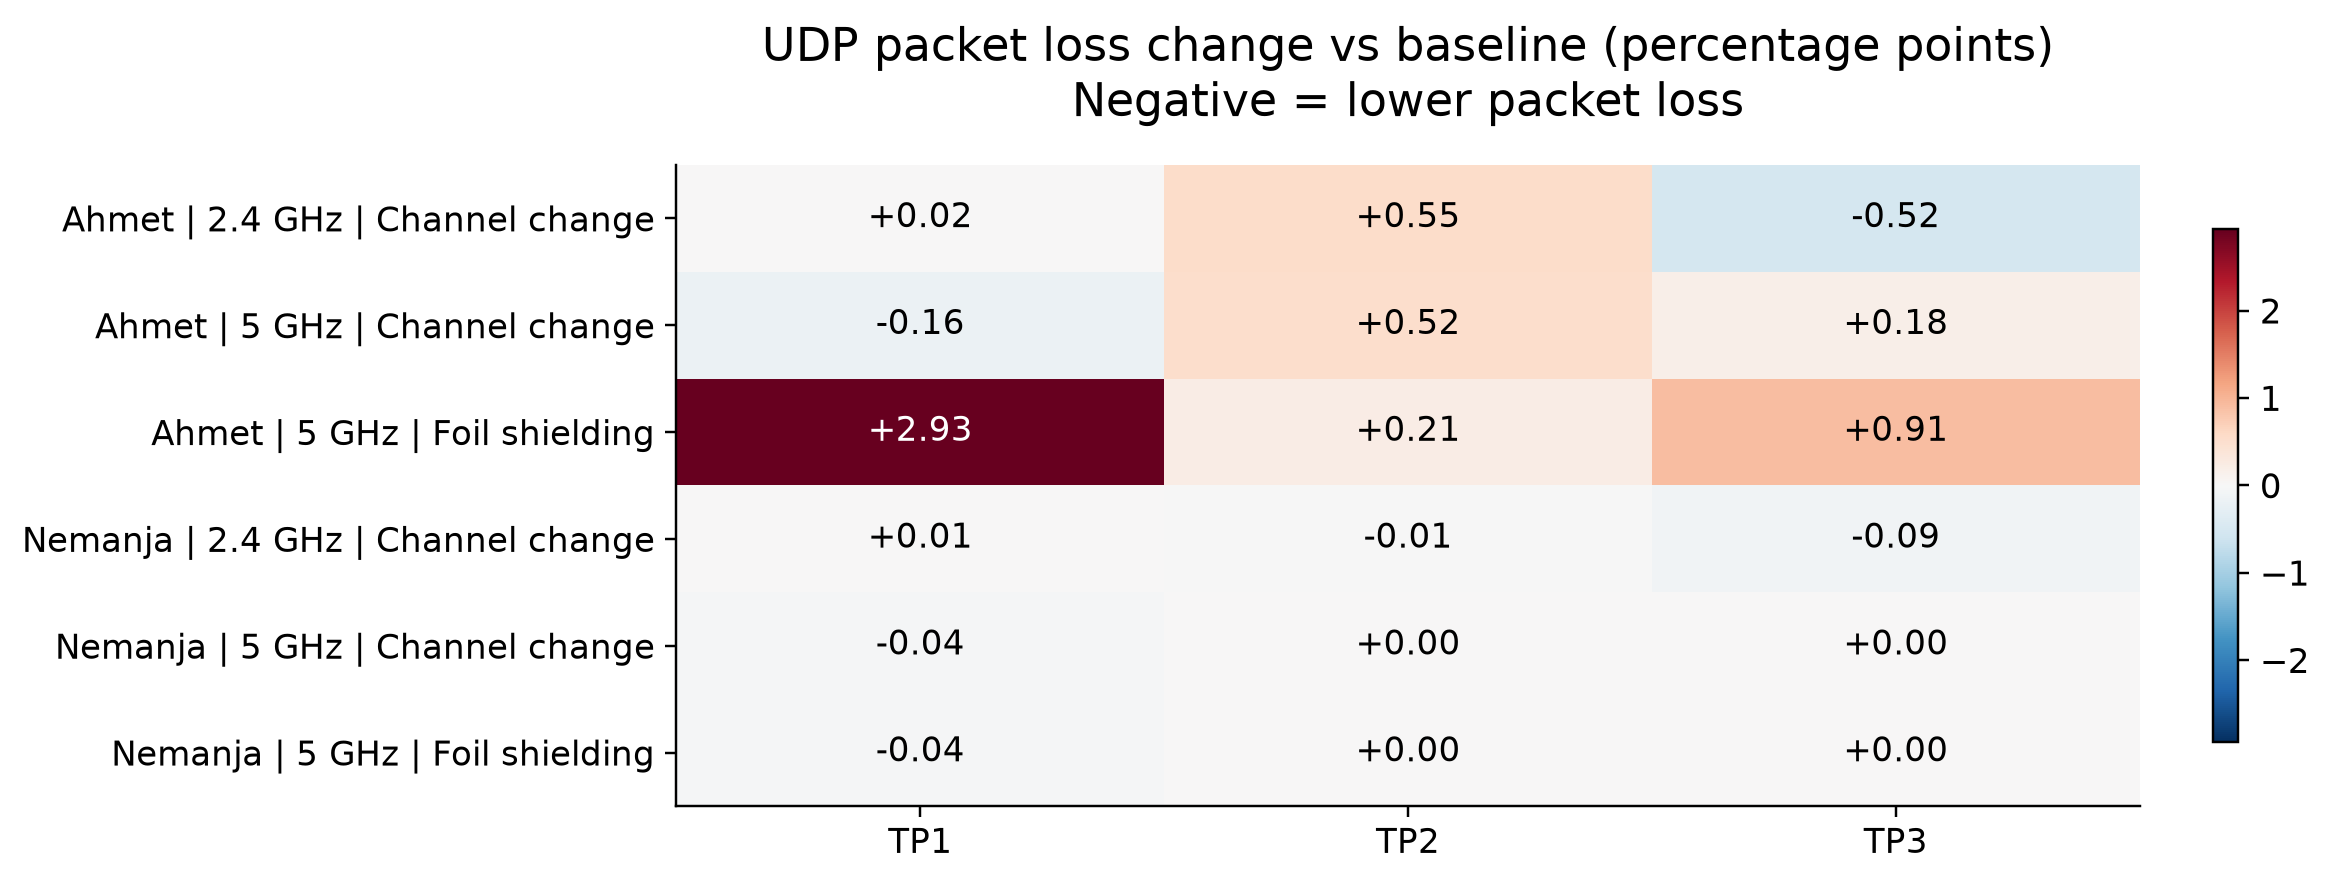 UDP packet loss change vs baseline (percentage points)
Negative = lower packet loss
Ahmet | 2.4 GHz | Channel change +0.02 +0.55 -0.52
Ahmet | 5 GHz | Channel change -0.16 +0.52 +0.18
Ahmet | 5 GHz | Foil shielding +2.93 +0.21 +0.91
Nemanja | 2.4 GHz | Channel change +0.01 -0.01 -0.09
Nemanja | 5 GHz | Channel change -0.04 +0.00 +0.00
Nemanja | 5 GHz | Foil shielding -0.04 +0.00 +0.00
TP1 TP2 TP3
2
1
0
−1
−2